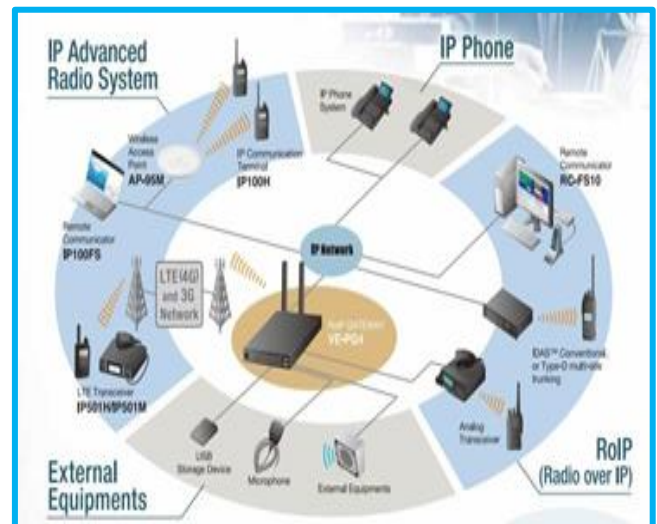 IP Advanced
Radio System
IP Phone
IP Phone
System
Wireless
Access
Point
AP-95M
IP Communication
Terminal
IP100H
Remote
Communicator
RC-FS10
Remote
Communicator
IP100FS
IP Network
LTE(4G)
and 3G
Network
RoIP GATEWAY
VE-PG4
LTE Transceiver
IP501H/IP501M
IDAS™ Conventional
or Type-D multi-site
trunking
Analog
Transceiver
RoIP
(Radio over IP)
USB
Storage Device
Microphone
External Equipments
External
Equipments